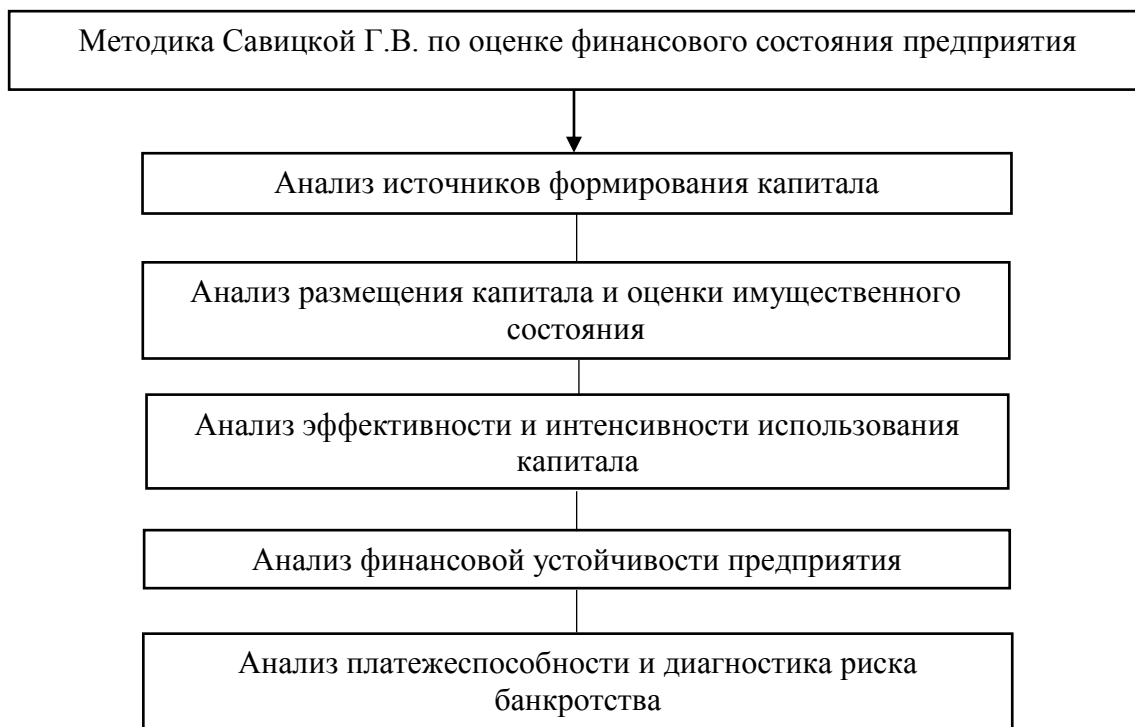 Методика Савицкой Г.В. по оценке финансового состояния предприятия
Анализ источников формирования капитала
Анализ размещения капитала и оценки имущественного
состояния
Анализ эффективности и интенсивности использования
капитала
Анализ финансовой устойчивости предприятия
Анализ платежеспособности и диагностика риска
банкротства